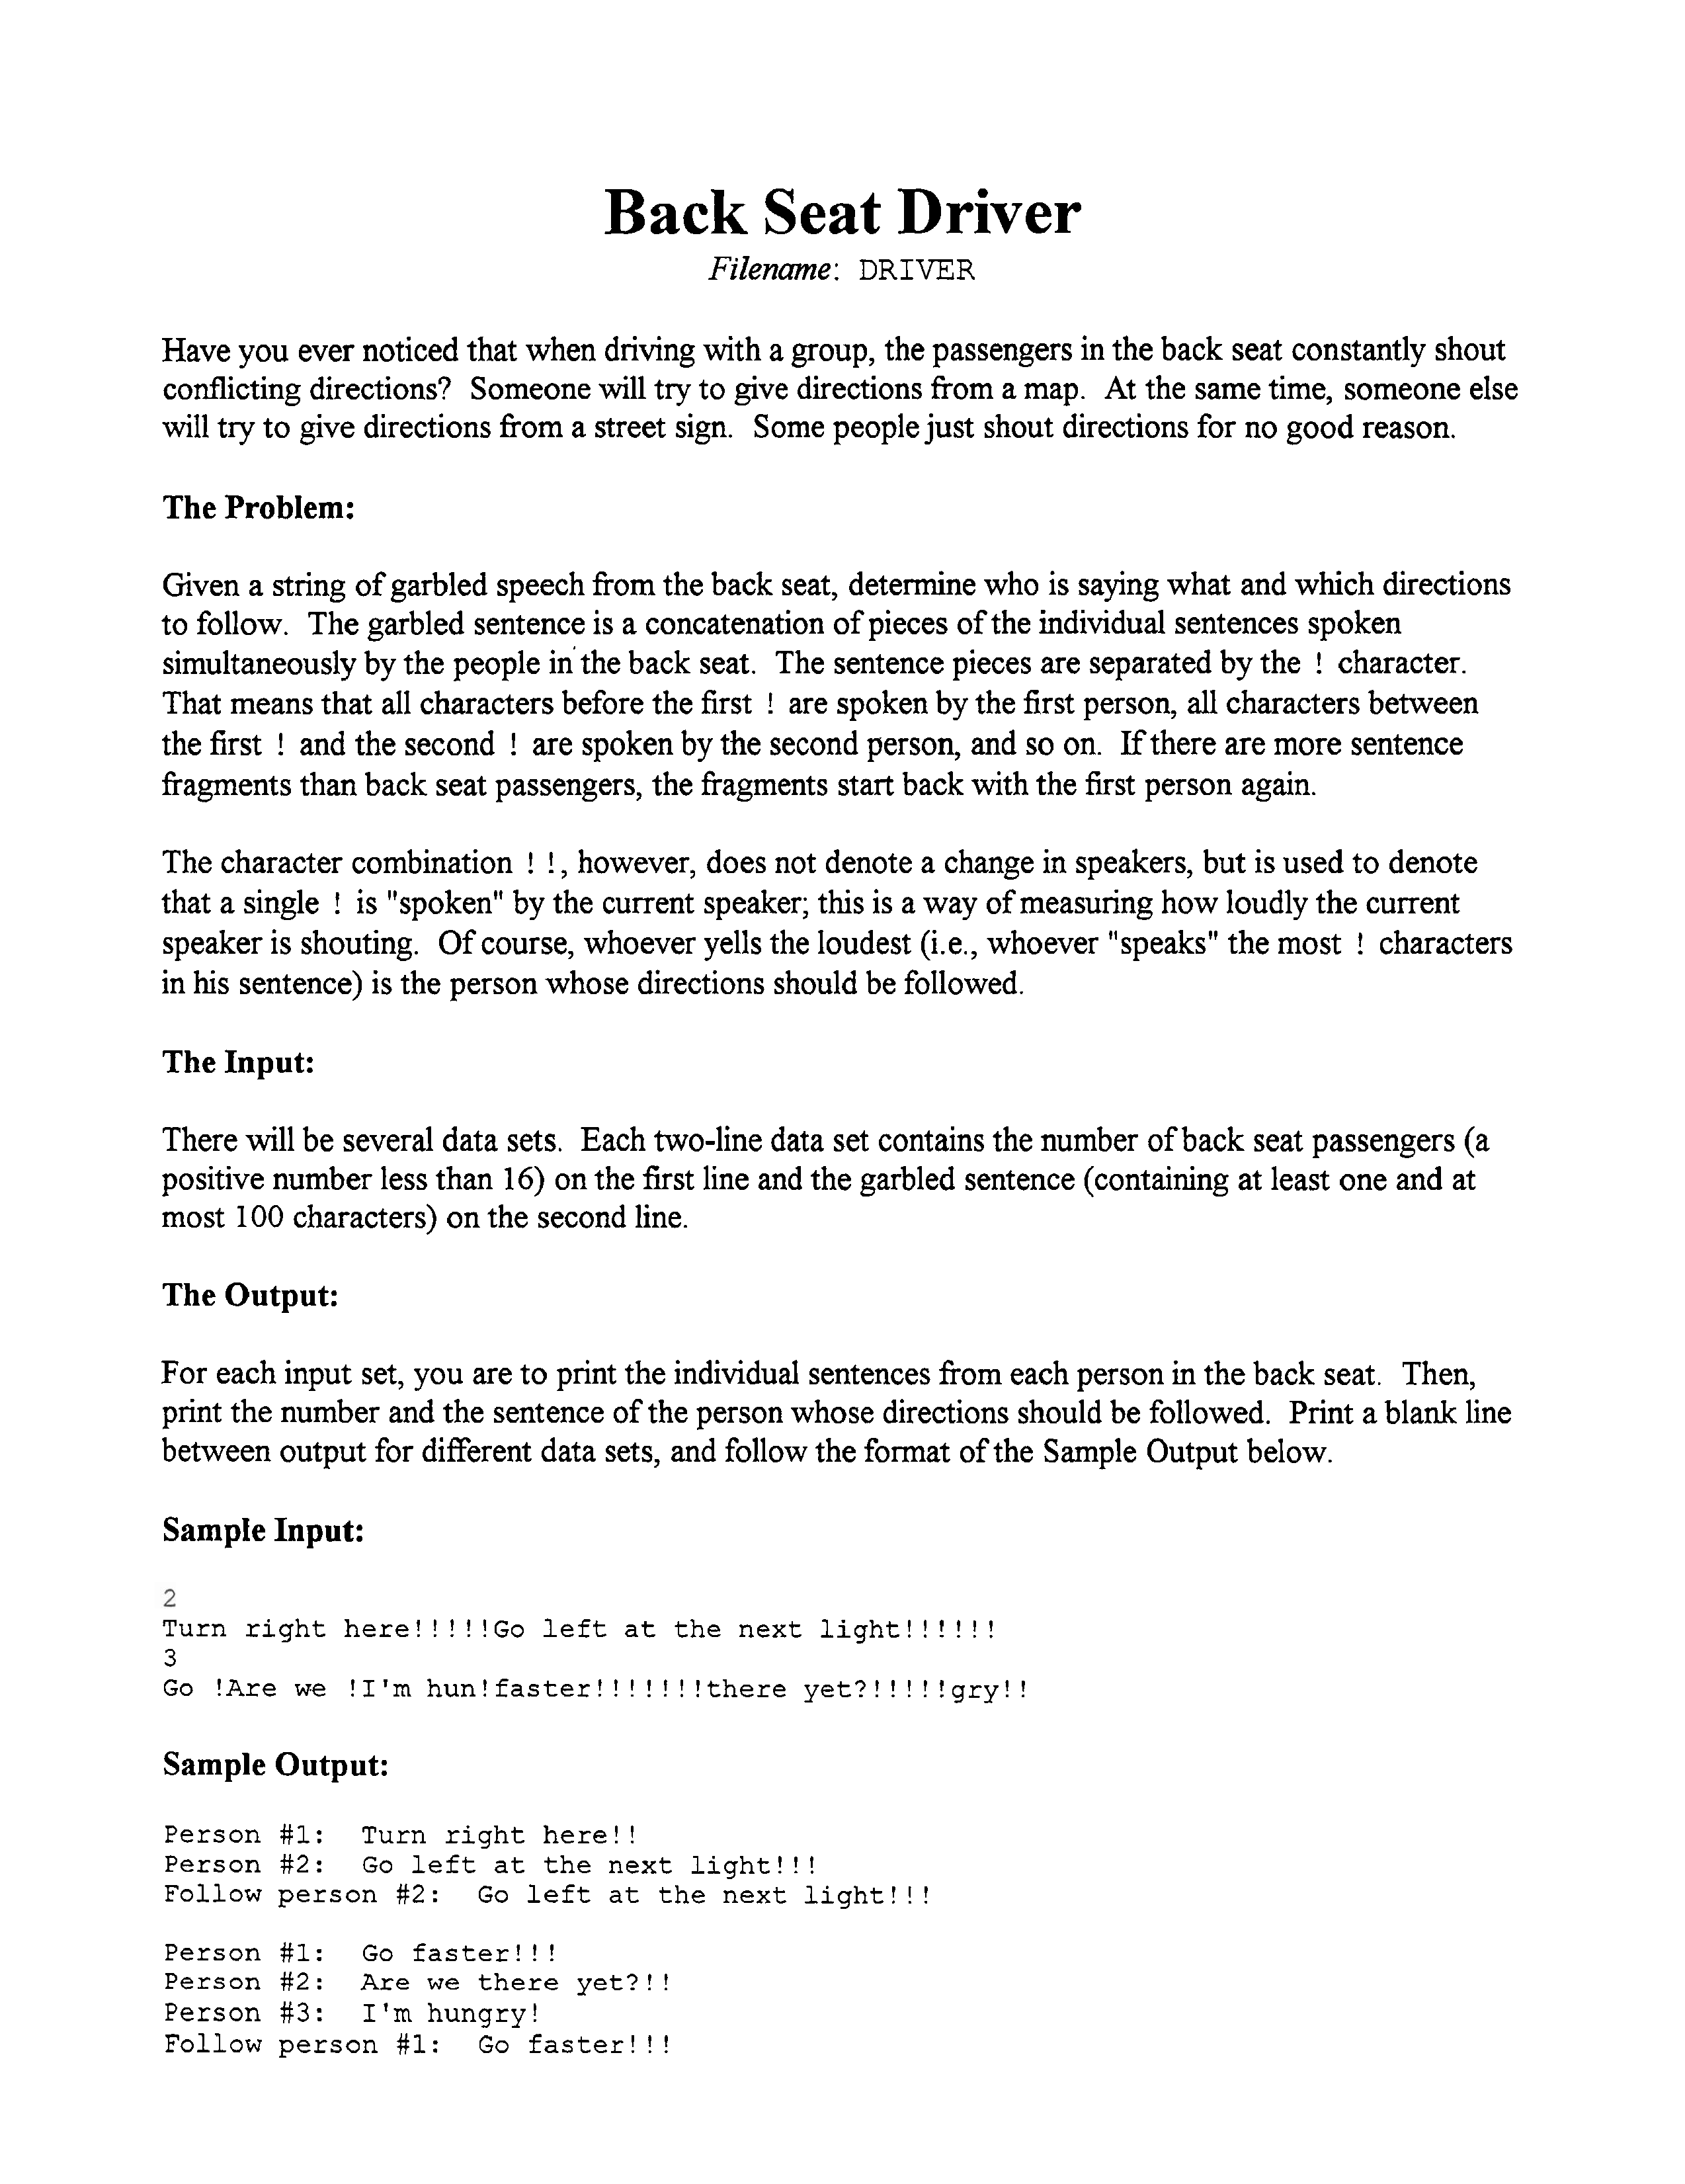 Back Seat Driver
Filename: DRIVER
Have you ever noticed that when driving with a group, the passengers in the back seat constantly shout
conflicting directions? Someone will try to give directions from a map. At the same time, someone else
will try to give directions from a street sign. Some people just shout directions for no good reason.
The Problem:
Given a string of garbled speech from the back seat, determine who is saying what and which directions
to follow. The garbled sentence is a concatenation of pieces of the individual sentences spoken
simultaneously by the people in the back seat. The sentence pieces are separated by the ! character.
That means that all characters before the first ! are spoken by the first person, all characters between
the first ! and the second ! are spoken by the second person, and so on. If there are more sentence
fragments than back seat passengers, the fragments start back with the first person again.
The character combination !!, however, does not denote a change in speakers, but is used to denote
that a single ! is "spoken" by the current speaker; this is a way of measuring how loudly the current
speaker is shouting. Of course, whoever yells the loudest (i.e., whoever "speaks" the most ! characters
in his sentence) is the person whose directions should be followed.
The Input:
There will be several data sets. Each two-line data set contains the number of back seat passengers (a
positive number less than 16) on the first line and the garbled sentence (containing at least one and at
most 100 characters) on the second line.
The Output:
For each input set, you are to print the individual sentences from each person in the back seat. Then,
print the number and the sentence of the person whose directions should be followed. Print a blank line
between output for different data sets, and follow the format of the Sample Output below.
Sample Input:
2
Turn right here!!!!!Go left at the next light!!!!!!
3
Go !Are we !I'm hun!faster!!!!!!!there yet?!!!!!gry!!
Sample Output:
Person #1:  Turn right here!!
Person #2:  Go left at the next light!!!
Follow person #2:  Go left at the next light!!!
Person #1:  Go faster!!!
Person #2:  Are we there yet?!!
Person #3:  I'm hungry!
Follow person #1:  Go faster!!!